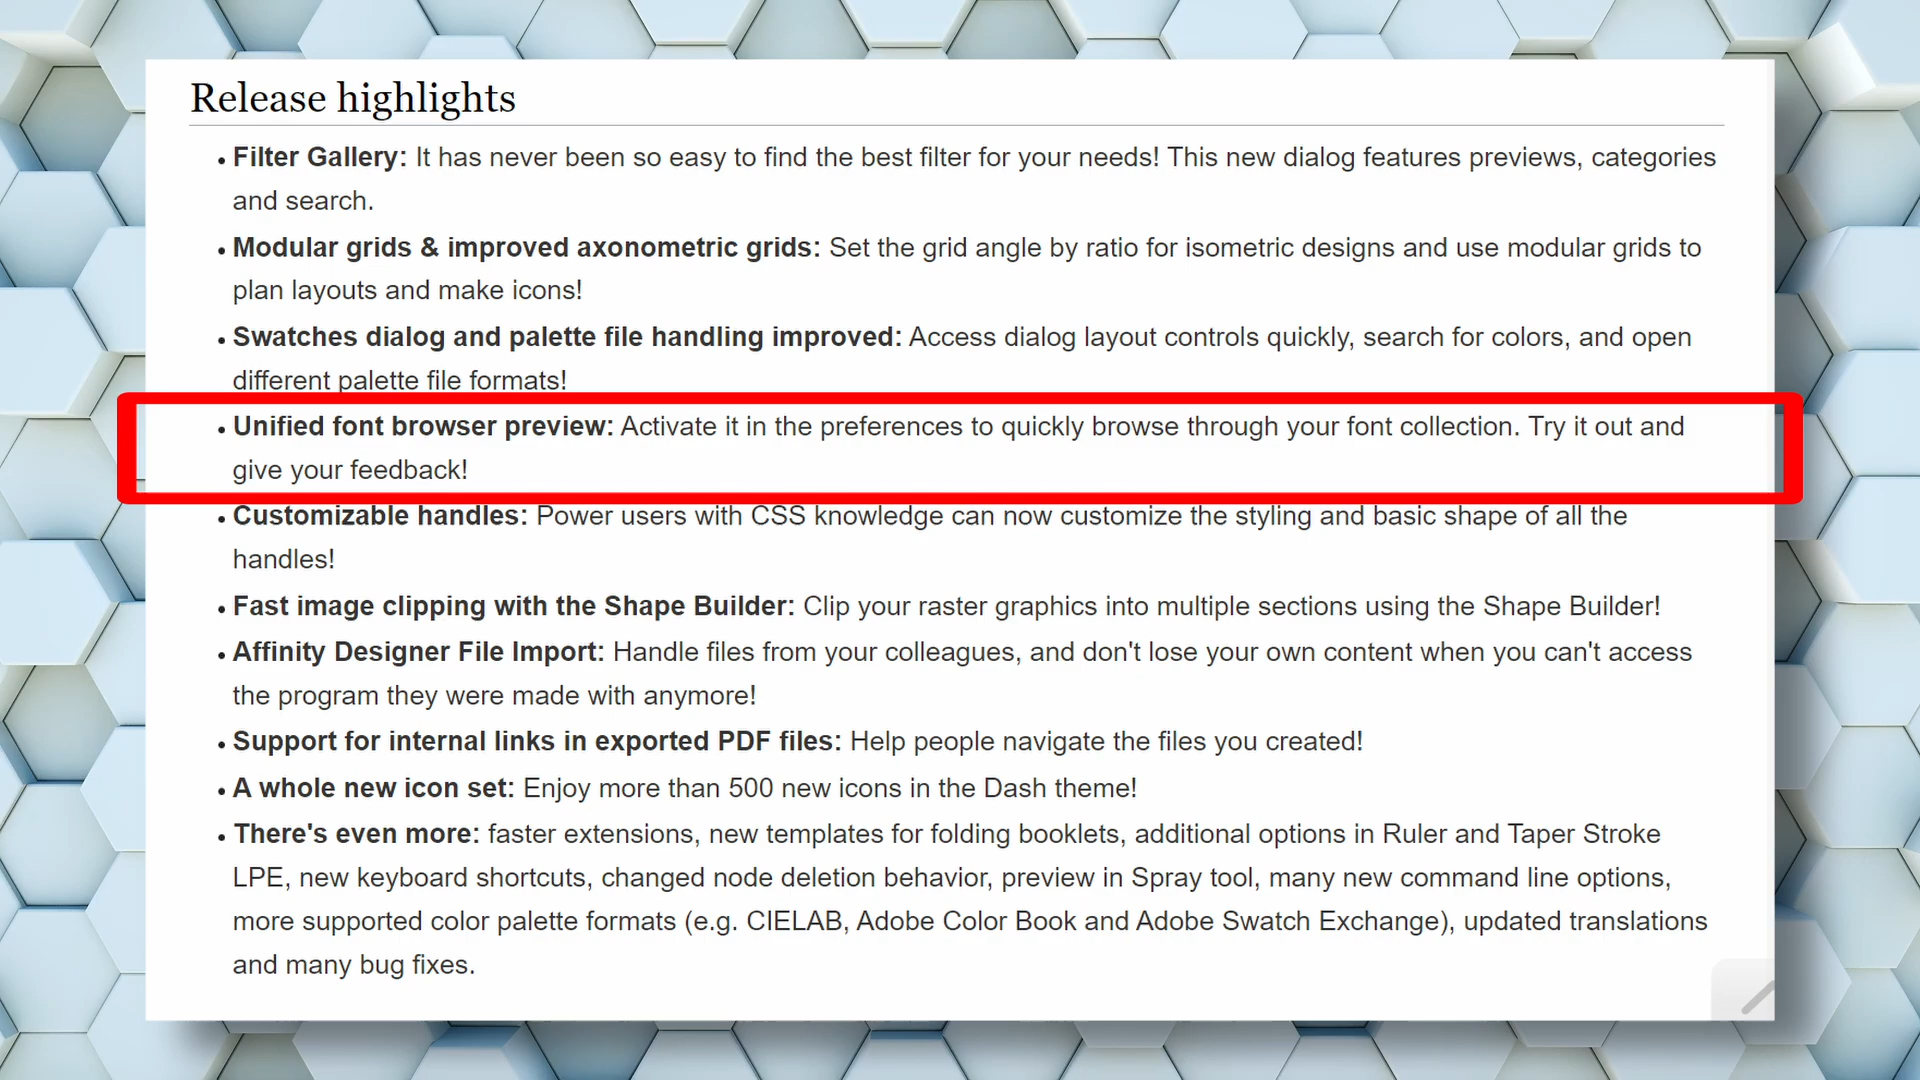 Release highlights
• Filter Gallery: It has never been so easy to find the best filter for your needs! This new dialog features previews, categories
and search.
• Modular grids & improved axonometric grids: Set the grid angle by ratio for isometric designs and use modular grids to
plan layouts and make icons!
• Swatches dialog and palette file handling improved: Access dialog layout controls quickly, search for colors, and open
different palette file formats!
• Unified font browser preview: Activate it in the preferences to quickly browse through your font collection. Try it out and
give your feedback!
• Customizable handles: Power users with CSS knowledge can now customize the styling and basic shape of all the
handles!
• Fast image clipping with the Shape Builder: Clip your raster graphics into multiple sections using the Shape Builder!
• Affinity Designer File Import: Handle files from your colleagues, and don't lose your own content when you can't access
the program they were made with anymore!
• Support for internal links in exported PDF files: Help people navigate the files you created!
• A whole new icon set: Enjoy more than 500 new icons in the Dash theme!
• There's even more: faster extensions, new templates for folding booklets, additional options in Ruler and Taper Stroke
LPE, new keyboard shortcuts, changed node deletion behavior, preview in Spray tool, many new command line options,
more supported color palette formats (e.g. CIELAB, Adobe Color Book and Adobe Swatch Exchange), updated translations
and many bug fixes.